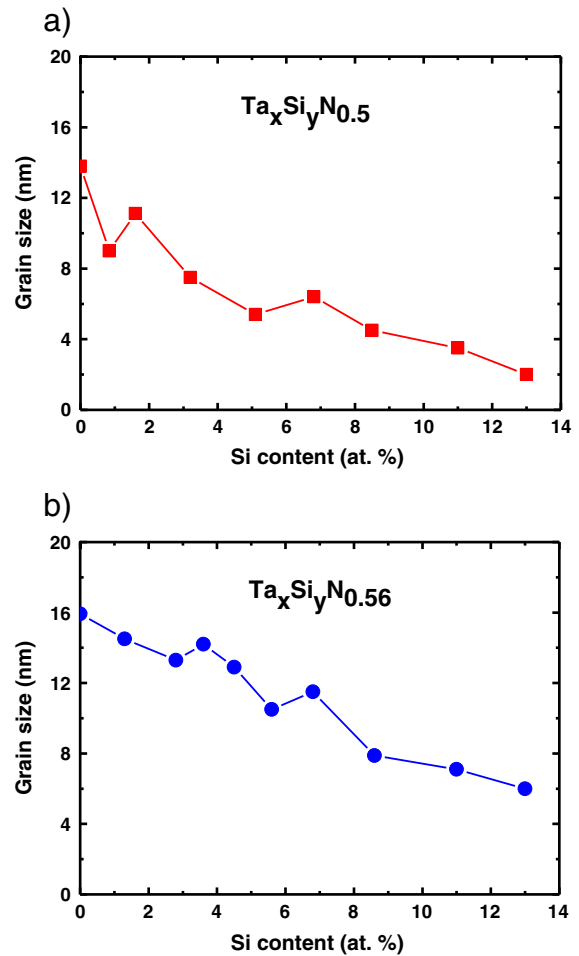 a)
20
16
12
8
4
0
Grain size (nm)
Ta_xSi_yN_0.5
0 2 4 6 8 10 12 14
Si content (at. %)
b)
20
16
12
8
4
0
Grain size (nm)
Ta_xSi_yN_0.56
0 2 4 6 8 10 12 14
Si content (at. %)